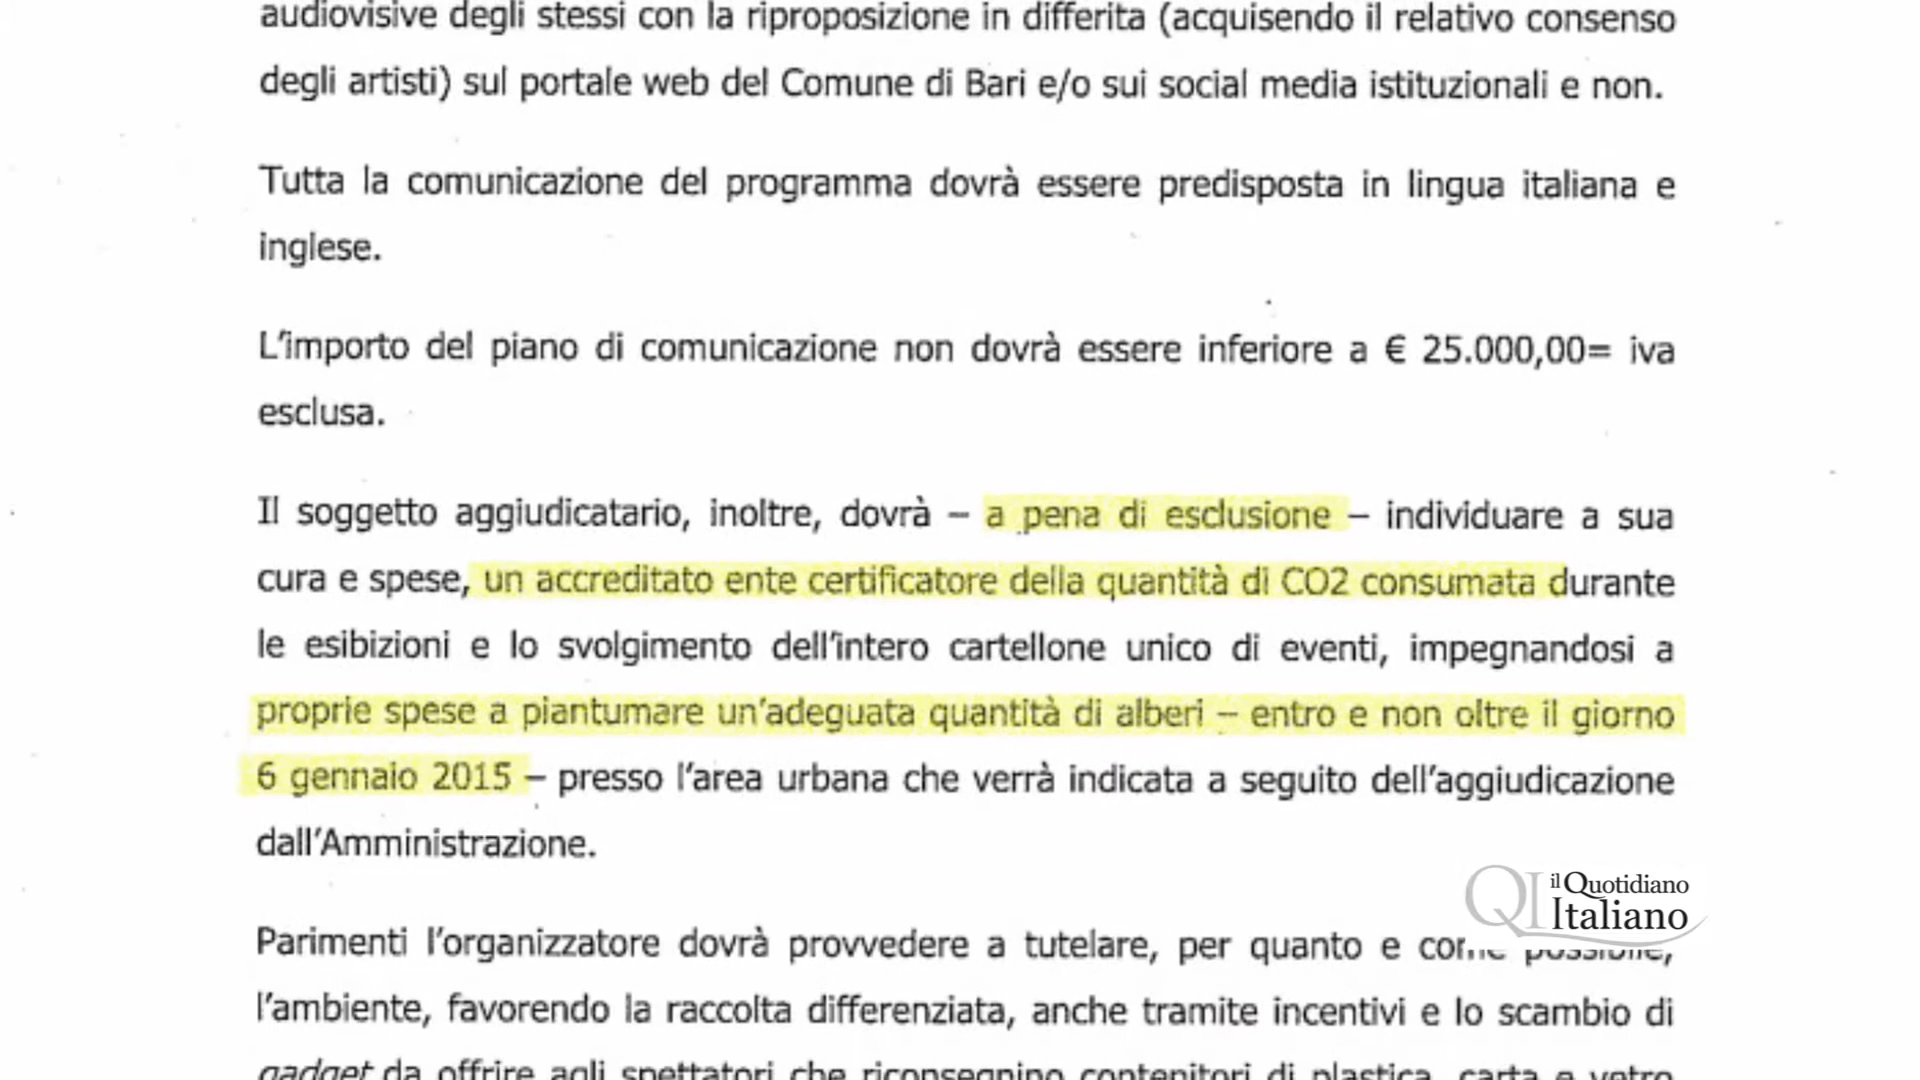 audiovisive degli stessi con la riproposizione in differita (acquisendo il relativo consenso
degli artisti) sul portale web del Comune di Bari e/o sui social media istituzionali e non.
Tutta la comunicazione del programma dovrà essere predisposta in lingua italiana e
inglese.
L'importo del piano di comunicazione non dovrà essere inferiore a € 25.000,00= iva
esclusa.
Il soggetto aggiudicatario, inoltre, dovrà – a pena di esclusione – individuare a sua
cura e spese, un accreditato ente certificatore della quantità di CO2 consumata durante
le esibizioni e lo svolgimento dell'intero cartellone unico di eventi, impegnandosi a
proprie spese a piantumare un'adeguata quantità di alberi – entro e non oltre il giorno
6 gennaio 2015 – presso l'area urbana che verrà indicata a seguito dell'aggiudicazione
dall'Amministrazione.
QI il Quotidiano
Italiano
Parimenti l'organizzatore dovrà provvedere a tutelare, per quanto e come possibile,
l'ambiente, favorendo la raccolta differenziata, anche tramite incentivi e lo scambio di
gadget da offrire agli spettatori che riconsegnino contenitori di plastica, carta e vetro